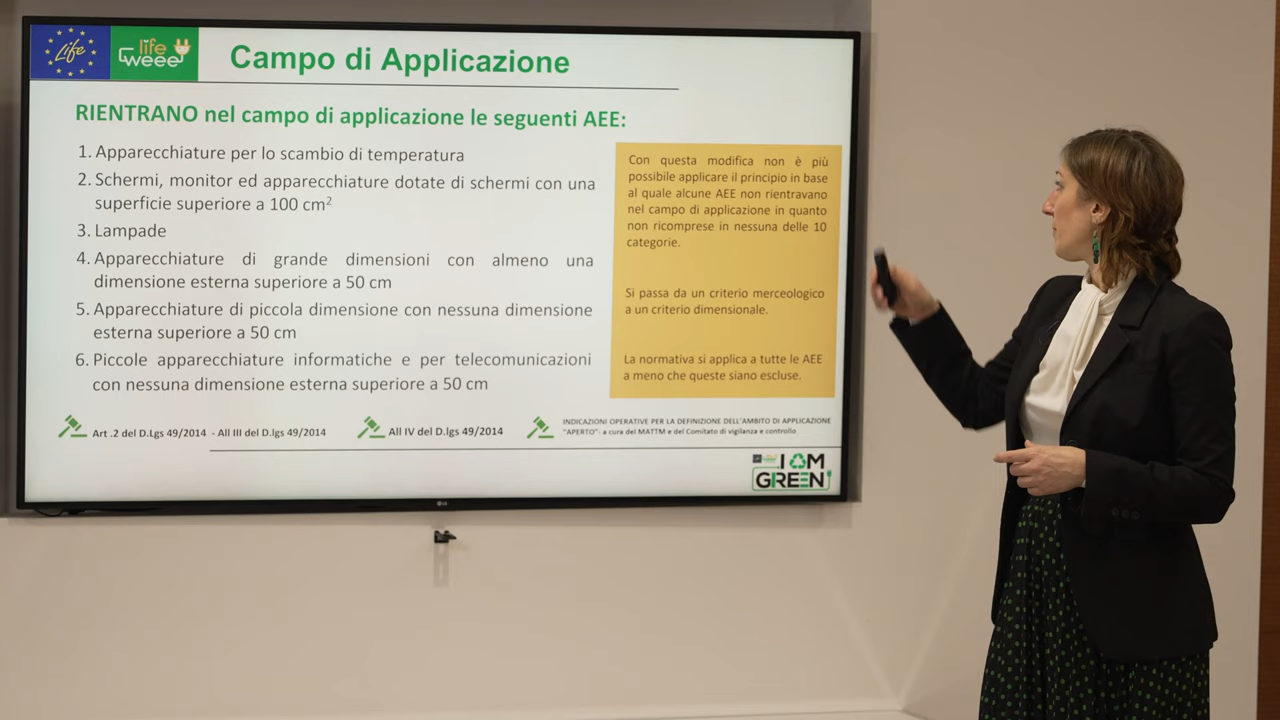 Life
life
weee
Campo di Applicazione
RIENTRANO nel campo di applicazione le seguenti AEE:
1. Apparecchiature per lo scambio di temperatura
2. Schermi, monitor ed apparecchiature dotate di schermi con una
superficie superiore a 100 cm²
3. Lampade
4. Apparecchiature di grande dimensioni con almeno una
dimensione esterna superiore a 50 cm
5. Apparecchiature di piccola dimensione con nessuna dimensione
esterna superiore a 50 cm
6. Piccole apparecchiature informatiche e per telecomunicazioni
con nessuna dimensione esterna superiore a 50 cm
Con questa modifica non è più
possibile applicare il principio in base
al quale alcune AEE non rientravano
nel campo di applicazione in quanto
non ricomprese in nessuna delle 10
categorie.
Si passa da un criterio merceologico
a un criterio dimensionale.
La normativa si applica a tutte le AEE
a meno che queste siano escluse.
Art .2 del D.Lgs 49/2014 - All III del D.lgs 49/2014
All IV del D.lgs 49/2014
INDICAZIONI OPERATIVE PER LA DEFINIZIONE DELL'AMBITO DI APPLICAZIONE
"APERTO"- a cura del MATTM e del Comitato di vigilanza e controllo
I AM
GREEN
LG